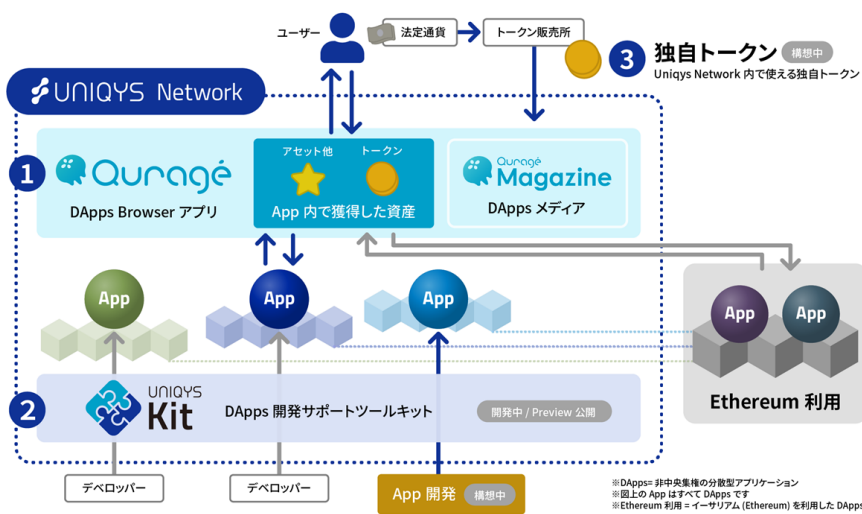 ユーザー
法定通貨
トークン販売所
3 独自トークン 構想中
Uniqys Network 内で使える独自トークン
UNIQYS Network
1
Quragé
DApps Browser アプリ
アセット他
トークン
App 内で獲得した資産
Quragé
Magazine
DApps メディア
App
App
App
App
App
Ethereum 利用
2
UNIQYS
Kit
DApps 開発サポートツールキット
開発中 / Preview 公開
デベロッパー
デベロッパー
App 開発 構想中
※DApps= 非中央集権の分散型アプリケーション
※図上の App はすべて DApps です
※Ethereum 利用 = イーサリアム (Ethereum) を利用した DApps